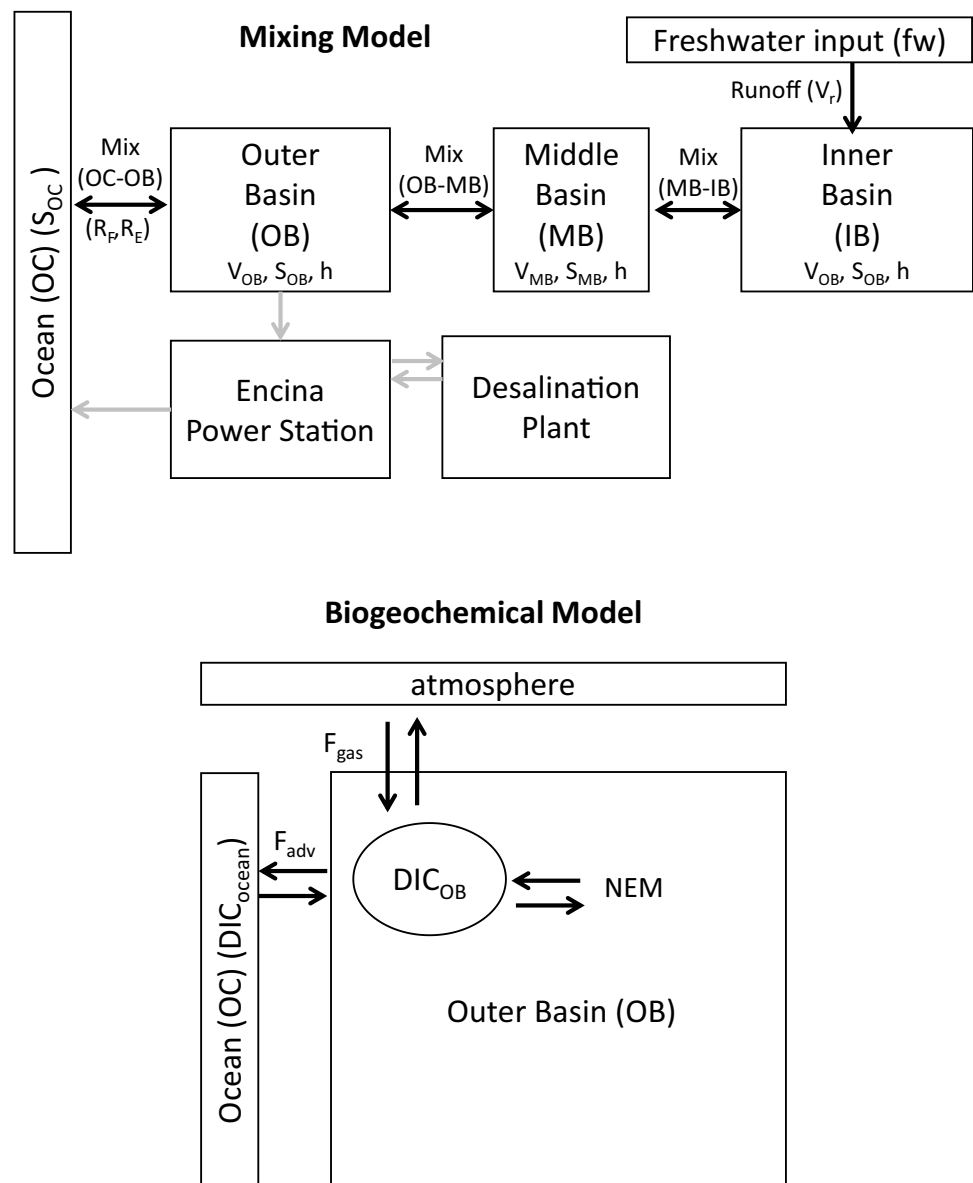 Mixing Model
Freshwater input (fw)
Runoff (Vr)
Ocean (OC) (SOC )
Mix
(OC-OB)
(RF,RE)
Outer
Basin
(OB)
VOB, SOB, h
Mix
(OB-MB)
Middle
Basin
(MB)
VMB, SMB, h
Mix
(MB-IB)
Inner
Basin
(IB)
VOB, SOB, h
Encina
Power Station
Desalination
Plant
Biogeochemical Model
atmosphere
Fgas
Ocean (OC) (DICocean)
Fadv
DICOB
NEM
Outer Basin (OB)